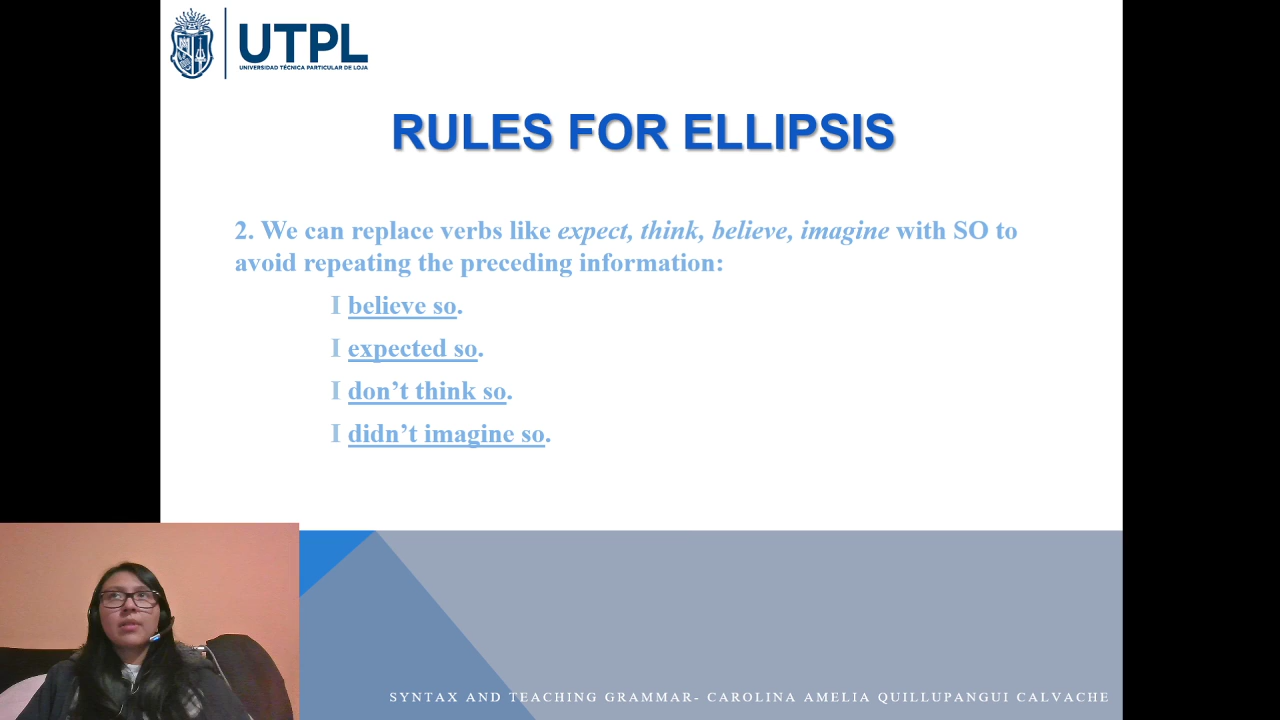 UTPL
UNIVERSIDAD TÉCNICA PARTICULAR DE LOJA
RULES FOR ELLIPSIS
2. We can replace verbs like expect, think, believe, imagine with SO to
avoid repeating the preceding information:
I believe so.
I expected so.
I don’t think so.
I didn’t imagine so.
SYNTAX AND TEACHING GRAMMAR- CAROLINA AMELIA QUILLUPANGUI CALVACHE